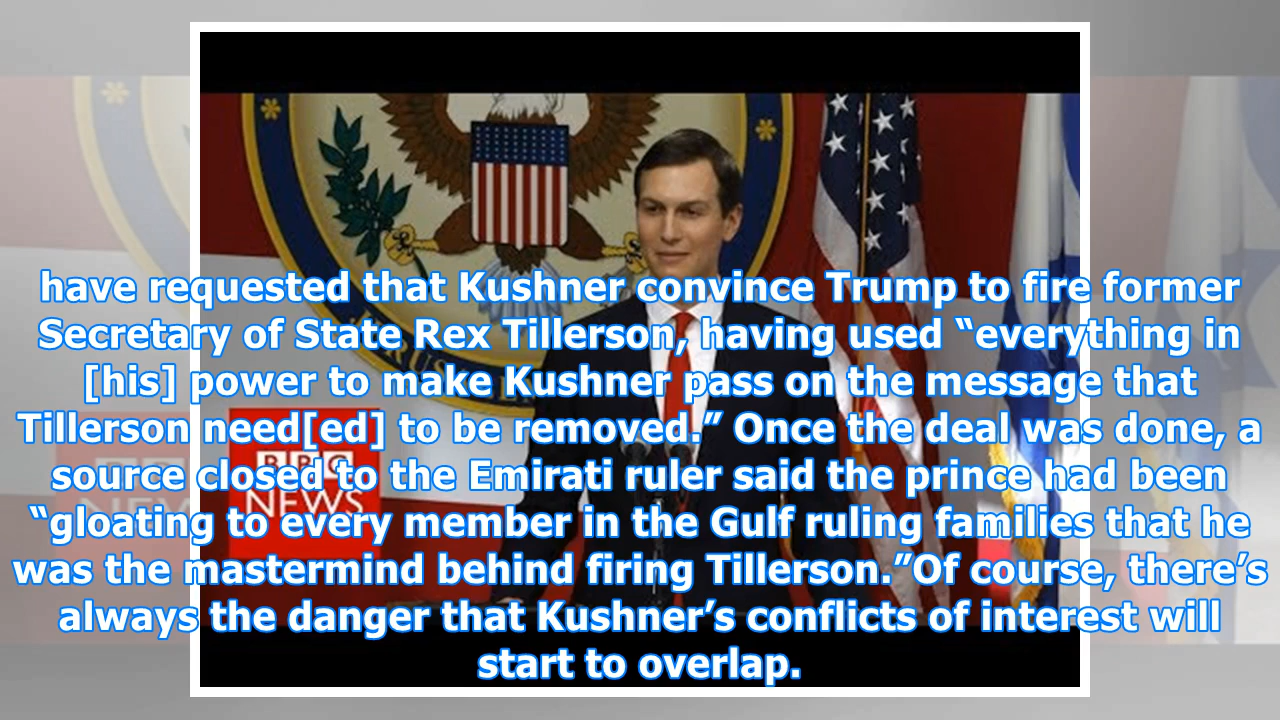 have requested that Kushner convince Trump to fire former
Secretary of State Rex Tillerson, having used “everything in
[his] power to make Kushner pass on the message that
Tillerson need[ed] to be removed.” Once the deal was done, a
source closed to the Emirati ruler said the prince had been
“gloating to every member in the Gulf ruling families that he
was the mastermind behind firing Tillerson.”Of course, there’s
always the danger that Kushner’s conflicts of interest will
start to overlap.
BBC
NEWS